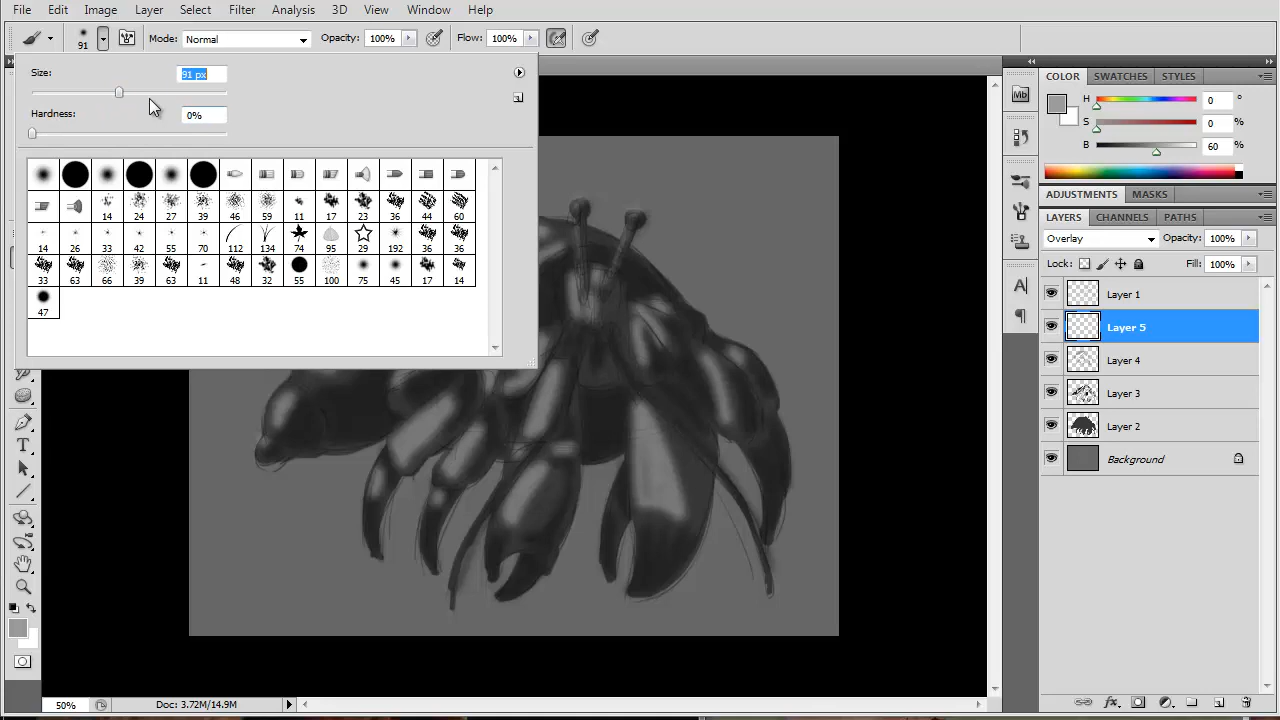 File Edit Image Layer Select Filter Analysis 3D View Window Help
91 Mode: Normal Opacity: 100% Flow: 100%
Size: 91 px
Hardness: 0%
14 24 27 39 46 59 11 17 23 36 44 60
14 26 33 42 55 70 112 134 74 95 29 192 36 36
33 63 66 39 63 11 48 32 55 100 75 45 17 14
47
Mb
A
T
COLOR SWATCHES STYLES
H 0 °
S 0 %
B 60 %
ADJUSTMENTS MASKS
LAYERS CHANNELS PATHS
Overlay Opacity: 100%
Lock: Fill: 100%
Layer 1
Layer 5
Layer 4
Layer 3
Layer 2
Background
fx
50% Doc: 3.72M/14.9M